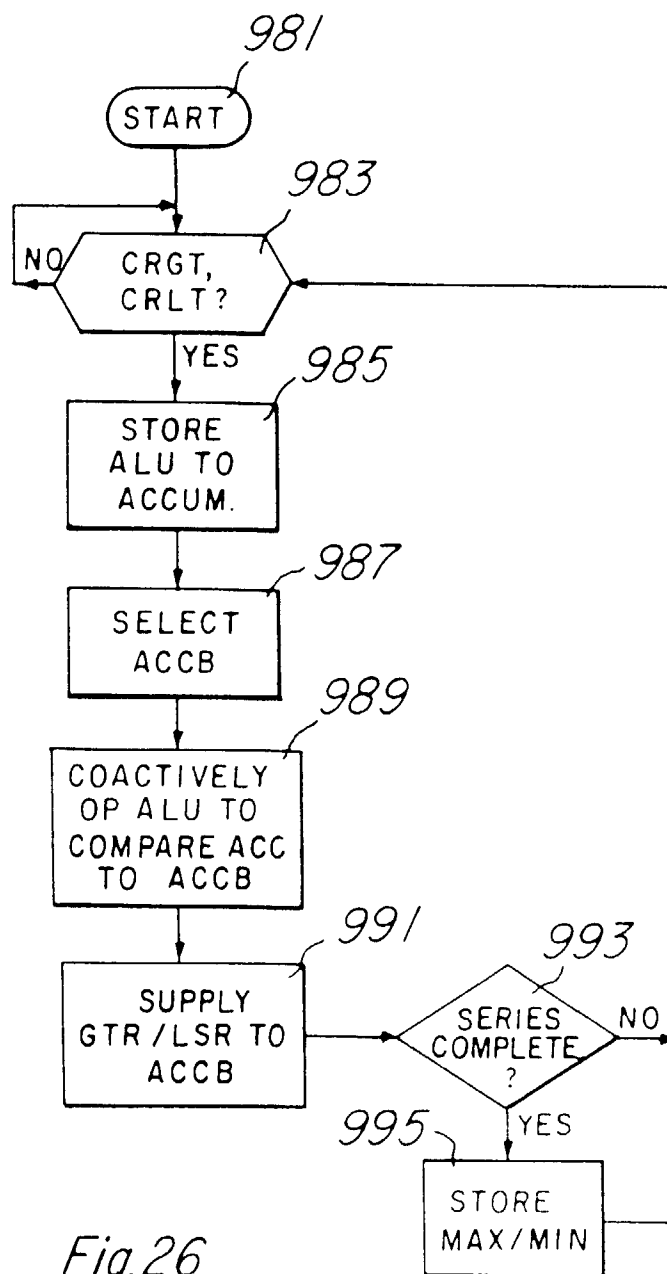 981
START
983
NO
CRGT,
CRLT?
YES
985
STORE
ALU TO
ACCUM.
987
SELECT
ACCB
989
COACTIVELY
OP ALU TO
COMPARE ACC
TO ACCB
991
SUPPLY
GTR/LSR TO
ACCB
993
SERIES
COMPLETE
?
NO
YES
995
STORE
MAX/MIN
Fig. 26